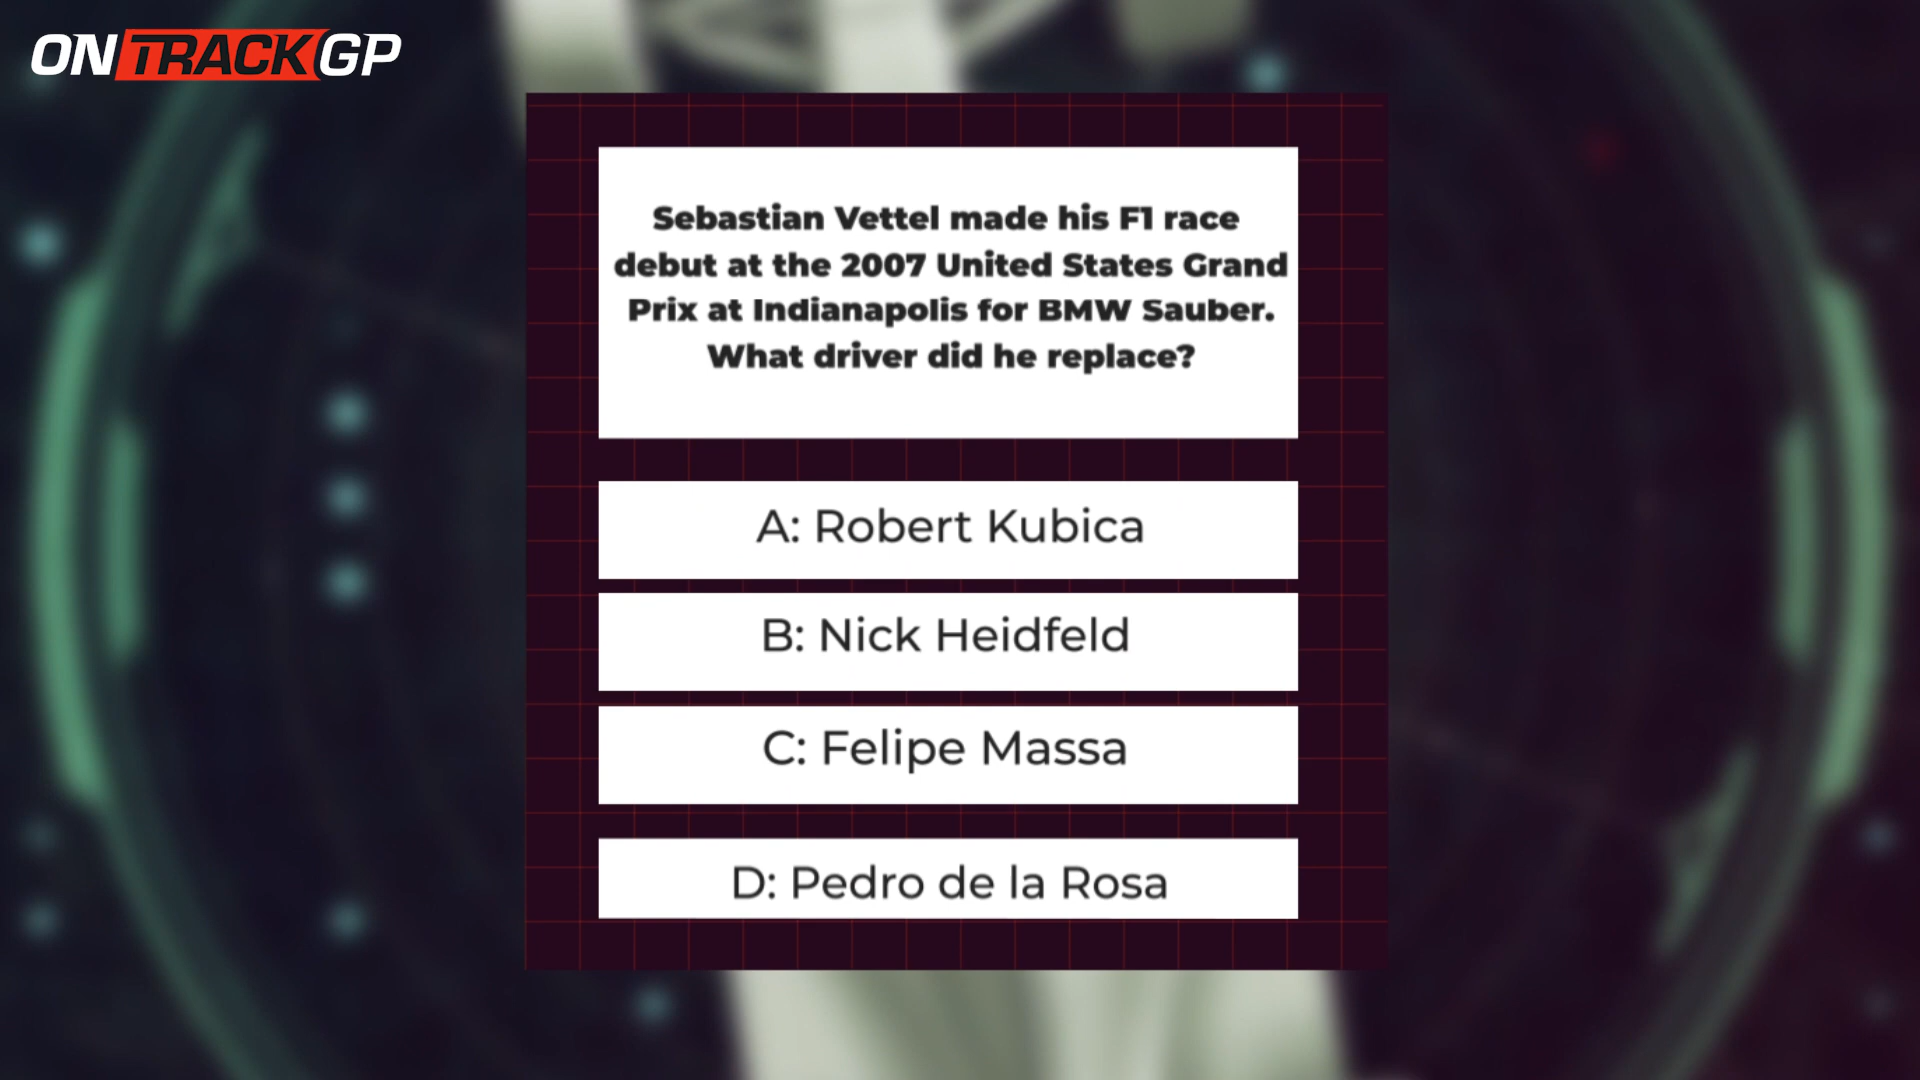 ONTRACKGP
Sebastian Vettel made his F1 race
debut at the 2007 United States Grand
Prix at Indianapolis for BMW Sauber.
What driver did he replace?
A: Robert Kubica
B: Nick Heidfeld
C: Felipe Massa
D: Pedro de la Rosa